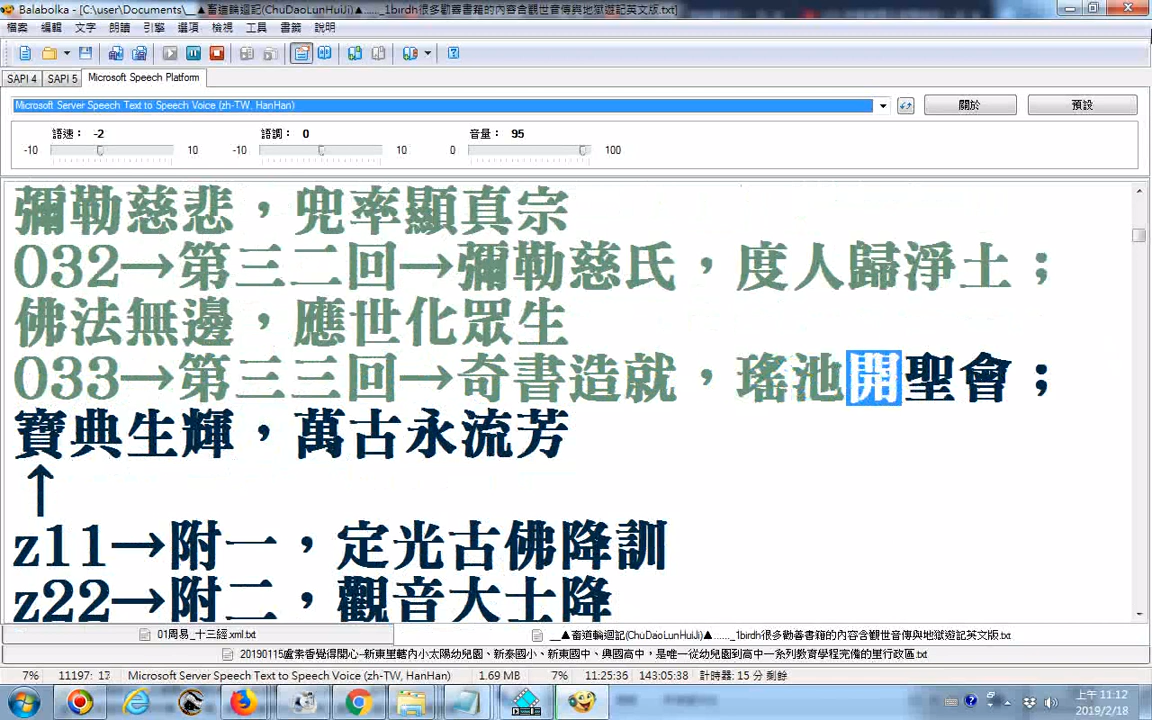 Balabolka - [C:\user\Documents\__▲畜道輪迴記(ChuDaoLunHuiJi)▲......_1birdh很多勸善書籍的內容含觀世音傳與地獄遊記英文版.txt]
檔案 編輯 文字 朗讀 引擎 選項 檢視 工具 書籤 說明
SAPI 4 SAPI 5 Microsoft Speech Platform
Microsoft Server Speech Text to Speech Voice (zh-TW, HanHan) 關於 預設
語速： -2 語調： 0 音量： 95
-10 10 -10 10 0 100
彌勒慈悲，兜率顯真宗
032→第三二回→彌勒慈氏，度人歸淨土；
佛法無邊，應世化眾生
033→第三三回→奇書造就，瑤池開聖會；
寶典生輝，萬古永流芳
↑
z11→附一，定光古佛降訓
z22→附二，觀音大士降
01周易_十三經.xml.txt __▲畜道輪迴記(ChuDaoLunHuiJi)▲......_1birdh很多勸善書籍的內容含觀世音傳與地獄遊記英文版.txt
20190115盧素香覺得開心-新東里轄內小太陽幼兒園、新泰國小、新東國中、興國高中，是唯一從幼兒園到高中一系列教育學程完備的里行政區.txt
7% 11197: 13 Microsoft Server Speech Text to Speech Voice (zh-TW, HanHan) 7% 11:25:36 143:05:38 計時器: 15 分 剩餘 1.69 MB
上午 11:12
2019/2/18